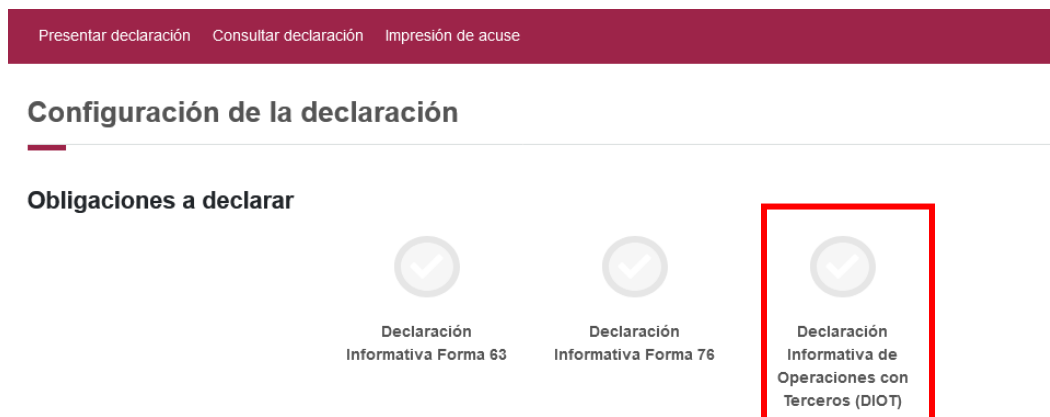 Presentar declaración Consultar declaración Impresión de acuse
Configuración de la declaración
Obligaciones a declarar
Declaración
Informativa Forma 63
Declaración
Informativa Forma 76
Declaración
Informativa de
Operaciones con
Terceros (DIOT)